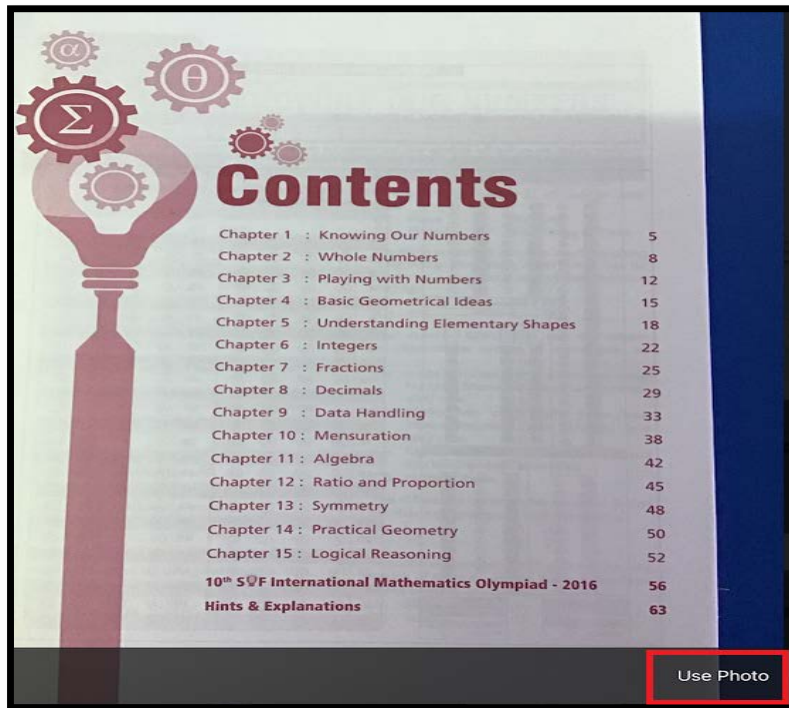 α
θ
Σ
Contents
Chapter 1 : Knowing Our Numbers 5
Chapter 2 : Whole Numbers 8
Chapter 3 : Playing with Numbers 12
Chapter 4 : Basic Geometrical Ideas 15
Chapter 5 : Understanding Elementary Shapes 18
Chapter 6 : Integers 22
Chapter 7 : Fractions 25
Chapter 8 : Decimals 29
Chapter 9 : Data Handling 33
Chapter 10 : Mensuration 38
Chapter 11 : Algebra 42
Chapter 12 : Ratio and Proportion 45
Chapter 13 : Symmetry 48
Chapter 14 : Practical Geometry 50
Chapter 15 : Logical Reasoning 52
10th SOF International Mathematics Olympiad - 2016 56
Hints & Explanations 63
Use Photo